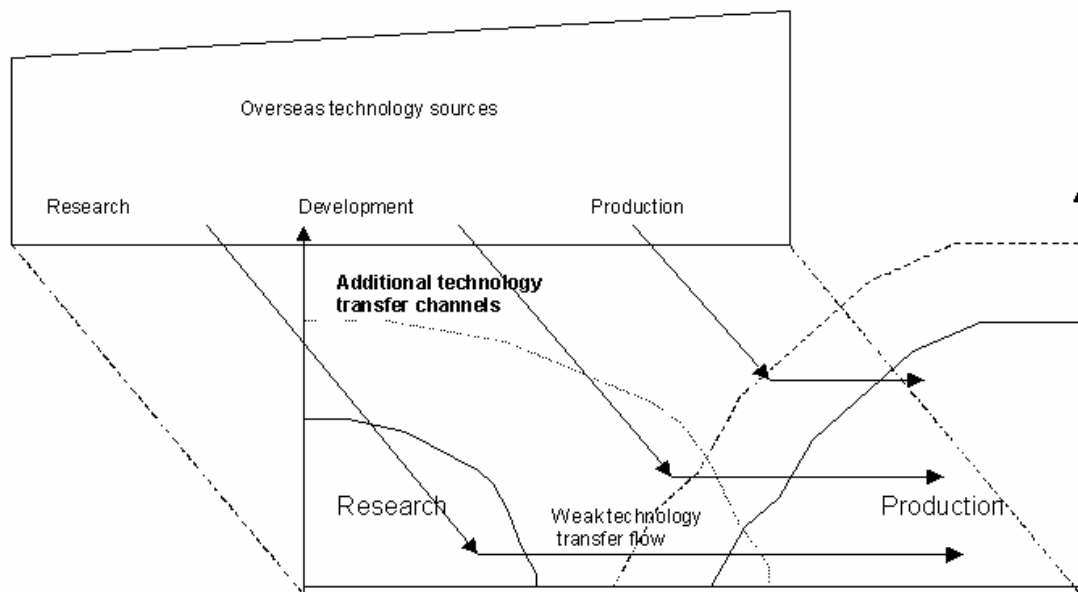 Overseas technology sources
Research
Development
Production
Additional technology
transfer channels
Research
Production
Weak technology
transfer flow